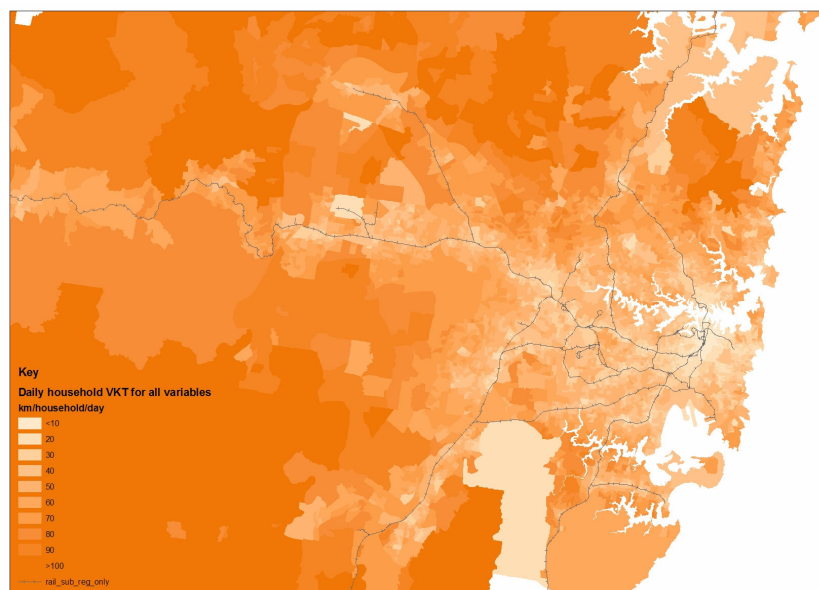 Key
Daily household VKT for all variables
km/household/day
<10
20
30
40
50
60
70
80
90
>100
rail_sub_reg_only